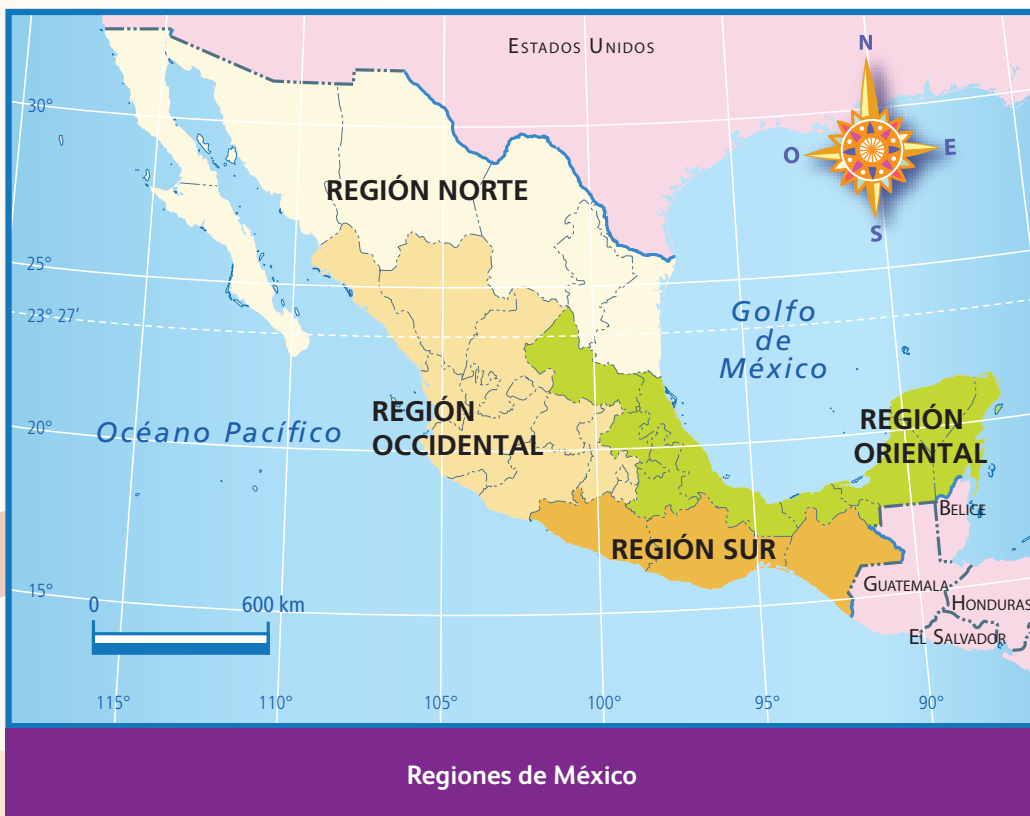 ESTADOS UNIDOS
N
O
E
S
30°
REGIÓN NORTE
25°
23° 27'
Golfo
de
México
REGIÓN
OCCIDENTAL
20°
Océano Pacífico
REGIÓN
ORIENTAL
BELICE
REGIÓN SUR
GUATEMALA
HONDURAS
EL SALVADOR
15°
0
600 km
115°
110°
105°
100°
95°
90°
Regiones de México